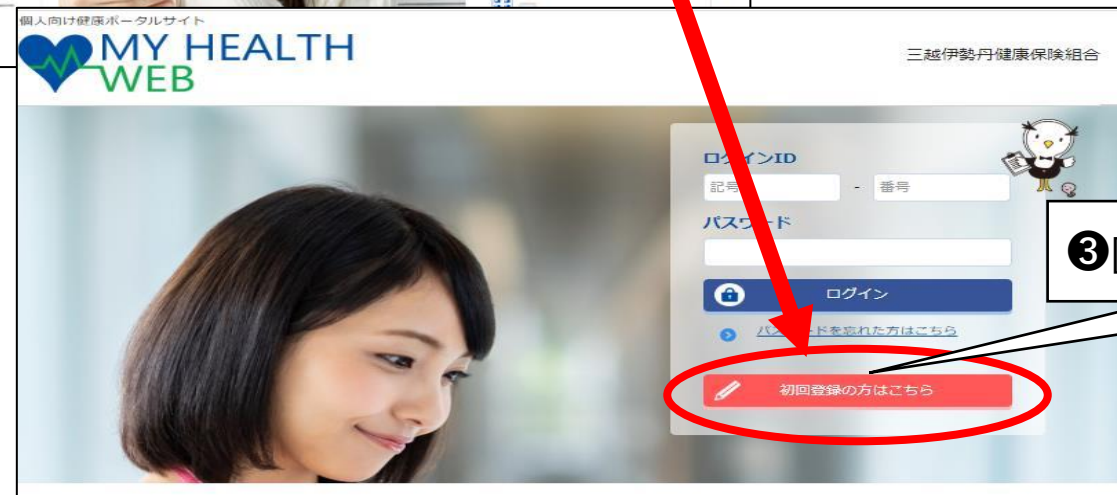 個人向け健康ポータルサイト
MY HEALTH
WEB
三越伊勢丹健康保険組合
ログインID
記号 - 番号
パスワード
ログイン
パスワードを忘れた方はこちら
❸
初回登録の方はこちら